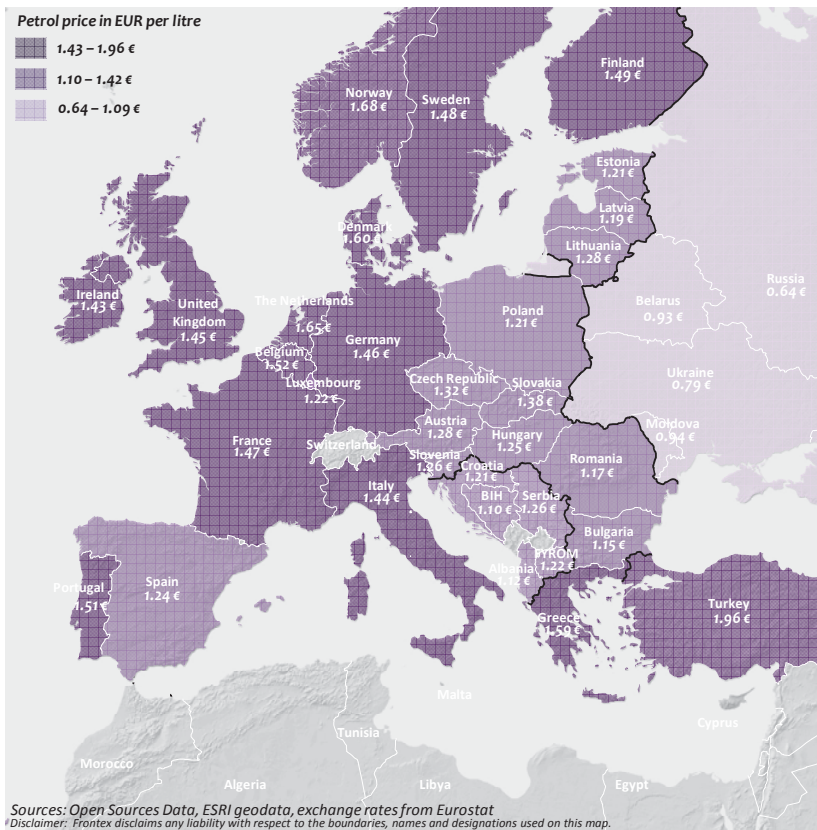 Petrol price in EUR per litre
1.43 – 1.96 €
1.10 – 1.42 €
0.64 – 1.09 €
Finland
1.49 €
Norway
1.68 €
Sweden
1.48 €
Estonia
1.21 €
Latvia
1.19 €
Lithuania
1.28 €
Denmark
1.60
Russia
0.64 €
Ireland
1.43 €
United
Kingdom
1.45 €
The Netherlands
1.65 €
Belarus
0.93 €
Poland
1.21 €
Germany
1.46 €
Belgium
1.52 €
Luxembourg
1.22 €
Ukraine
0.79 €
Czech Republic
1.32 €
Slovakia
1.38 €
Austria
1.28 €
Hungary
1.25 €
Moldova
0.94 €
France
1.47 €
Switzerland
Slovenia
1.26 €
Croatia
1.21 €
Romania
1.17 €
Italy
1.44 €
BIH
1.10 €
Serbia
1.26 €
Bulgaria
1.15 €
FYROM
1.22 €
Albania
1.12 €
Portugal
1.51 €
Spain
1.24 €
Greece
1.59 €
Turkey
1.96 €
Malta
Cyprus
Tunisia
Morocco
Algeria
Libya
Egypt
Sources: Open Sources Data, ESRI geodata, exchange rates from Eurostat
Disclaimer: Frontex disclaims any liability with respect to the boundaries, names and designations used on this map.